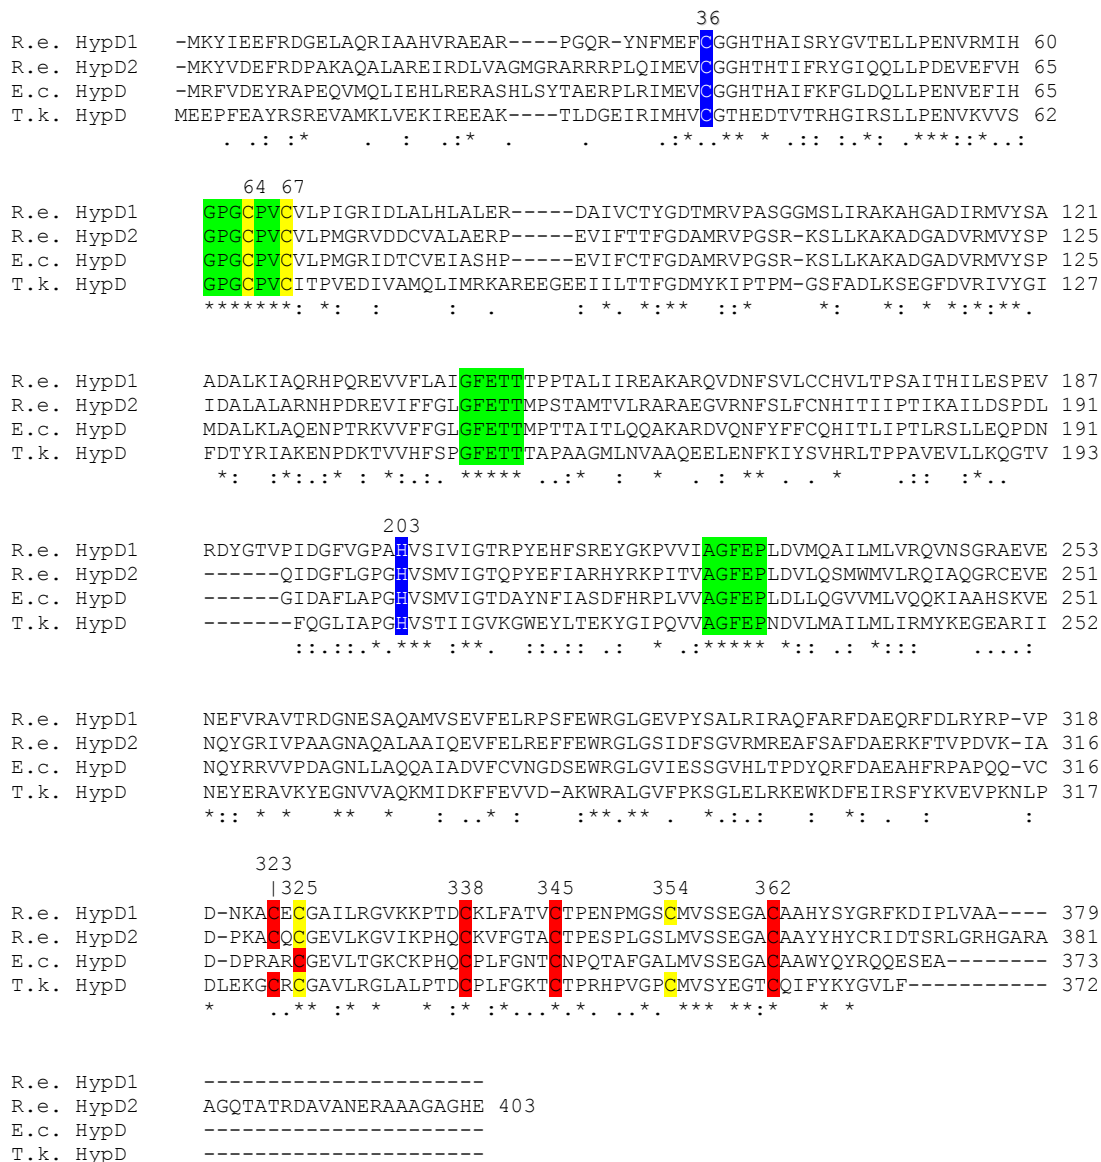 36
R.e. HypD1 -MKYIEEFRDGELAQRIAAHVRAEAR----PGQR-YNFMEFCGGHTHAISRYGVTELLPENVRMIH 60
R.e. HypD2 -MKYVDEFRDPAKAQALAREIRDLVAGMGRARRRPLQIMEVCGGHTHTIFRYGIQQLLPDEVEFVH 65
E.c. HypD -MRFVDEYRAPEQVMQLIEHLRERASHLSYTAERPLRIMEVCGGHTHAIFKFGLDQLLPENVEFIH 65
T.k. HypD MEEPFEAYRSREVAMKLVEKIREEAK----TLDGEIRIMHVCGTHEDTVTRHGIRSLLPENVKVVS 62
. .: :* . : .:* . . .:*..** * .:: :.*: .***::*..:
64 67
R.e. HypD1 GPGCPVCVLPIGRIDLALHLALER-----DAIVCTYGDTMRVPASGGMSLIRAKAHGADIRMVYSA 121
R.e. HypD2 GPGCPVCVLPMGRVDDCVALAERP-----EVIFTTFGDAMRVPGSR-KSLLKAKADGADVRMVYSP 125
E.c. HypD GPGCPVCVLPMGRIDTCVEIASHP-----EVIFCTFGDAMRVPGSR-KSLLKAKADGADVRMVYSP 125
T.k. HypD GPGCPVCITPVEDIVAMQLIMRKAREEGEEIILTTFGDMYKIPTPM-GSFADLKSEGFDVRIVYGI 127
*******: *: : : . : *. *:** ::* *: *: * *:*:**.
R.e. HypD1 ADALKIAQRHPQREVVFLAIGFETTTPPTALIIREAKARQVDNFSVLCCHVLTPSAITHILESPEV 187
R.e. HypD2 IDALALARNHPDREVIFFGLGFETTMPSTAMTVLRARAEGVRNFSLFCNHITIIPTIKAILDSPDL 191
E.c. HypD MDALKLAQENPTRKVVFFGLGFETTMPTTAITLQQAKARDVQNFYFFCQHITLIPTLRSLLEQPDN 191
T.k. HypD FDTYRIAKENPDKTVVHFSPGFETTTAPAAGMLNVAAQEELENFKIYSVHRLTPPAVEVLLKQGTV 193
*: :*:.:* : *:.:. ***** ..:* : * . : ** . . * .:: :*..
203
R.e. HypD1 RDYGTVPIDGFVGPAHVSIVIGTRPYEHFSREYGKPVVIAGFEPLDVMQAILMLVRQVNSGRAEVE 253
R.e. HypD2 ------QIDGFLGPGHVSMVIGTQPYEFIARHYRKPITVAGFEPLDVLQSMWMVLRQIAQGRCEVE 251
E.c. HypD ------GIDAFLAPGHVSMVIGTDAYNFIASDFHRPLVVAGFEPLDLLQGVVMLVQQKIAAHSKVE 251
T.k. HypD -------FQGLIAPGHVSTIIGVKGWEYLTEKYGIPQVVAGFEPNDVLMAILMLIRMYKEGEARII 252
::.::.*.*** :**. ::.:: .: * .:***** *:: .: *::: ....:
R.e. HypD1 NEFVRAVTRDGNESAQAMVSEVFELRPSFEWRGLGEVPYSALRIRAQFARFDAEQRFDLRYRP-VP 318
R.e. HypD2 NQYGRIVPAAGNAQALAAIQEVFELREFFEWRGLGSIDFSGVRMREAFSAFDAERKFTVPDVK-IA 316
E.c. HypD NQYRRVVPDAGNLLAQQAIADVFCVNGDSEWRGLGVIESSGVHLTPDYQRFDAEAHFRPAPQQ-VC 316
T.k. HypD NEYERAVKYEGNVVAQKMIDKFFEVVD-AKWRALGVFPKSGLELRKEWKDFEIRSFYKVEVPKNLP 317
*:: * * ** * : ..* : :**.** . *.:.: : *: . : :
323
|325 338 345 354 362
R.e. HypD1 D-NKACECGAILRGVKKPTDCKLFATVCTPENPMGSCMVSSEGACAAHYSYGRFKDIPLVAA---- 379
R.e. HypD2 D-PKACQCGEVLKGVIKPHQCKVFGTACTPESPLGSLMVSSEGACAAYYHYCRIDTSRLGRHGARA 381
E.c. HypD D-DPRARCGEVLTGKCKPHQCPLFGNTCNPQTAFGALMVSSEGACAAWYQYRQQESEA-------- 373
T.k. HypD DLEKGCRCGAVLRGLALPTDCPLFGKTCTPRHPVGPCMVSYEGTCQIFYKYGVLF----------- 372
* ..** :* * * :* :*...*.*. ..*. *** **:* * *
R.e. HypD1 ----------------------
R.e. HypD2 AGQTATRDAVANERAAAGAGHE 403
E.c. HypD ----------------------
T.k. HypD ----------------------